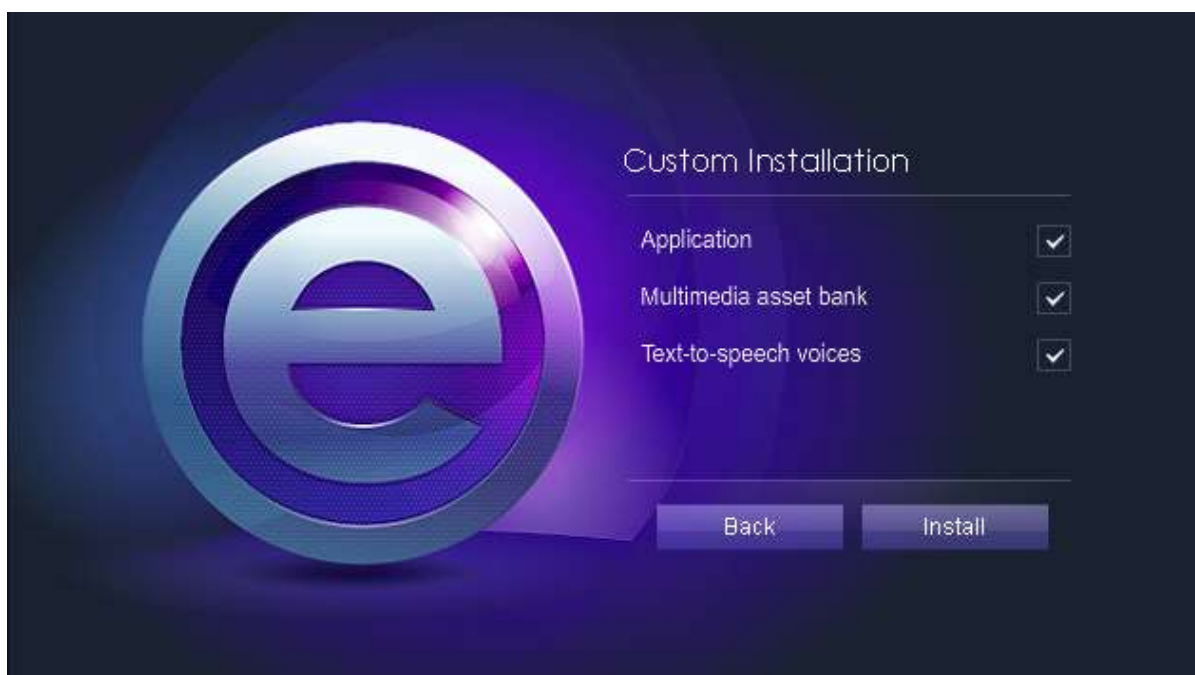 e
Custom Installation
Application
Multimedia asset bank
Text-to-speech voices
Back
Install